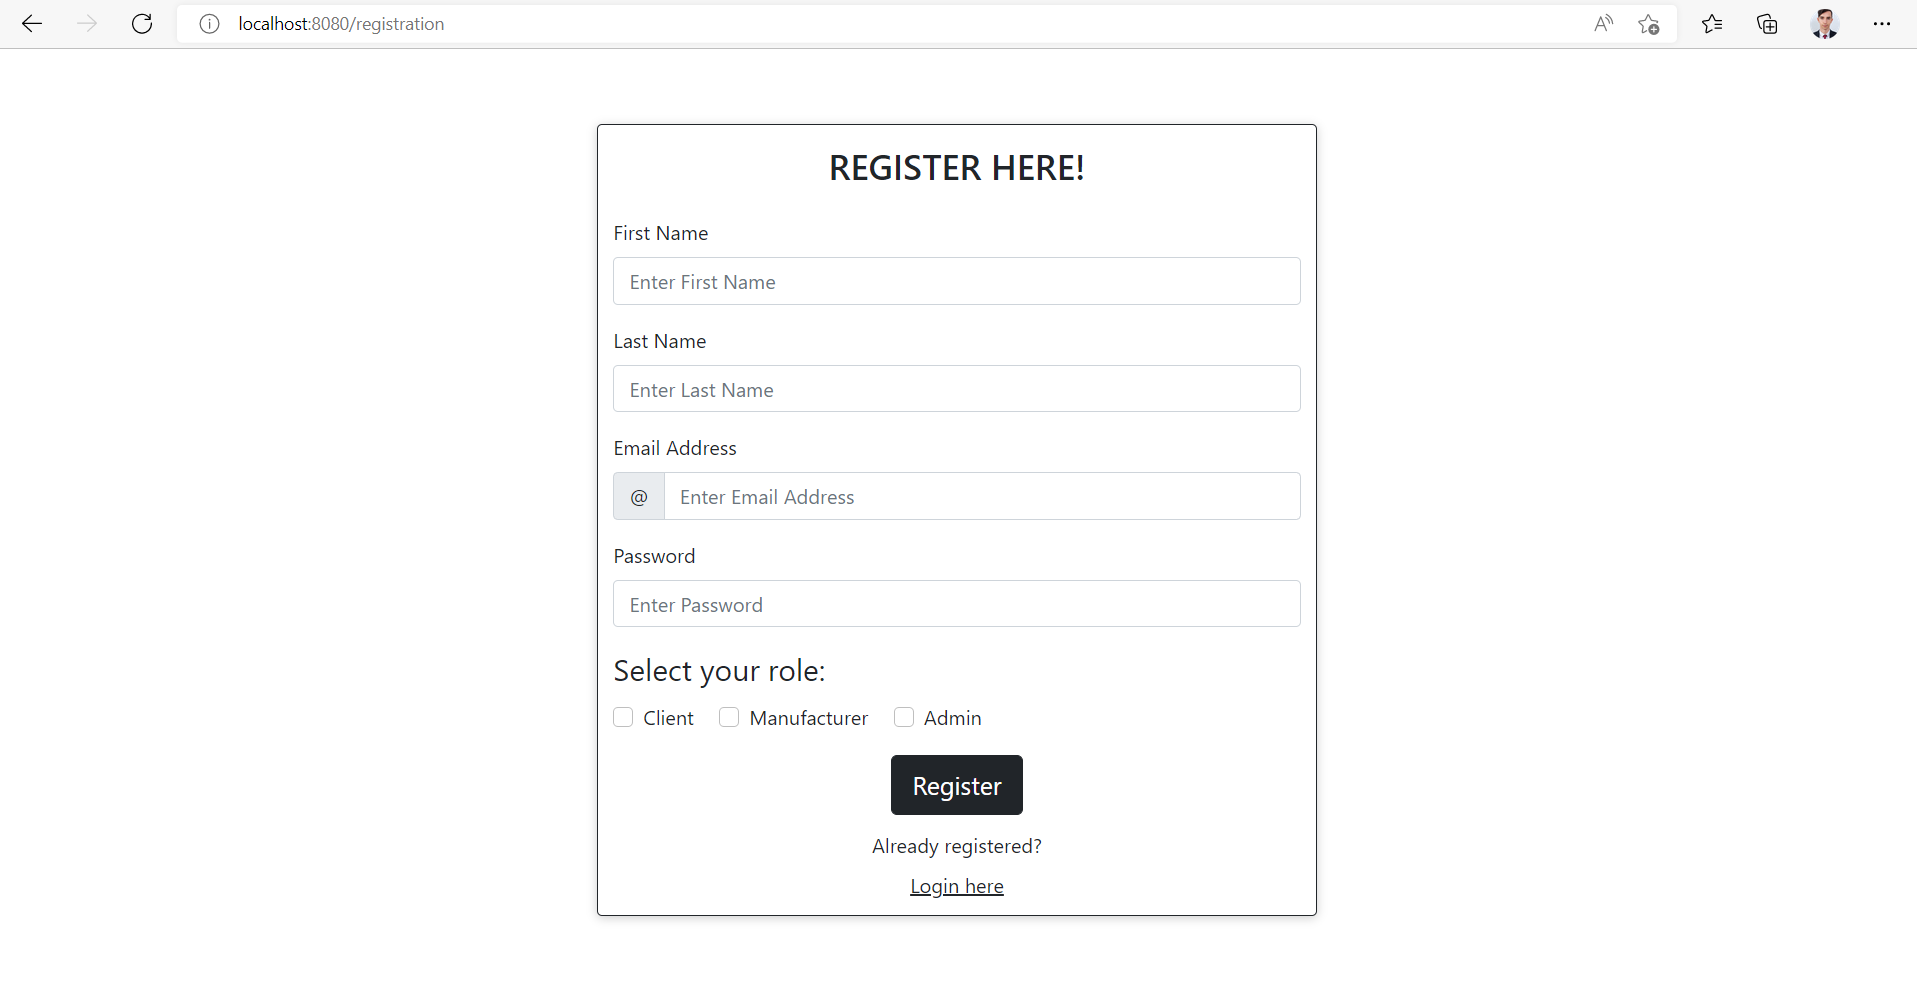 localhost:8080/registration
REGISTER HERE!
First Name
Enter First Name
Last Name
Enter Last Name
Email Address
@ Enter Email Address
Password
Enter Password
Select your role:
Client Manufacturer Admin
Register
Already registered?
Login here